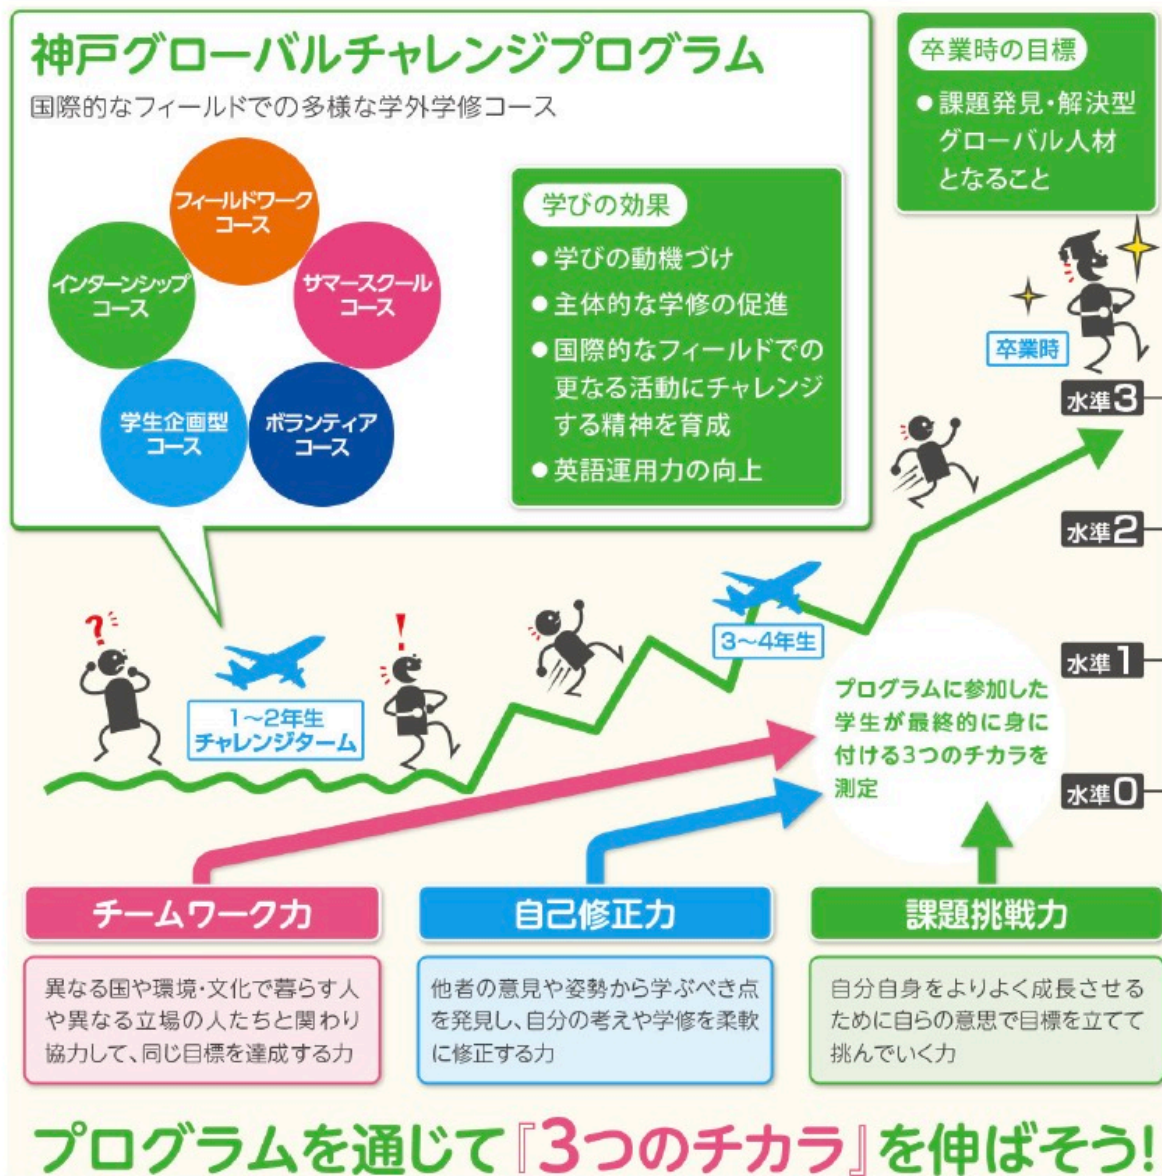 神戸グローバルチャレンジプログラム
国際的なフィールドでの多様な学外学修コース
フィールドワーク
コース
インターンシップ
コース
サマースクール
コース
学生企画型
コース
ボランティア
コース
学びの効果
●学びの動機づけ
●主体的な学修の促進
●国際的なフィールドでの
更なる活動にチャレンジ
する精神を育成
●英語運用力の向上
卒業時の目標
●課題発見・解決型
グローバル人材
となること
卒業時
水準3
水準2
水準1
水準0
?
1～2年生
チャレンジターム
!
3～4年生
プログラムに参加した
学生が最終的に身に
付ける3つのチカラを
測定
チームワーク力
異なる国や環境・文化で暮らす人
や異なる立場の人たちと関わり
協力して、同じ目標を達成する力
自己修正力
他者の意見や姿勢から学ぶべき点
を発見し、自分の考えや学修を柔軟
に修正する力
課題挑戦力
自分自身をよりよく成長させる
ために自らの意思で目標を立てて
挑んでいく力
プログラムを通じて『3つのチカラ』を伸ばそう!